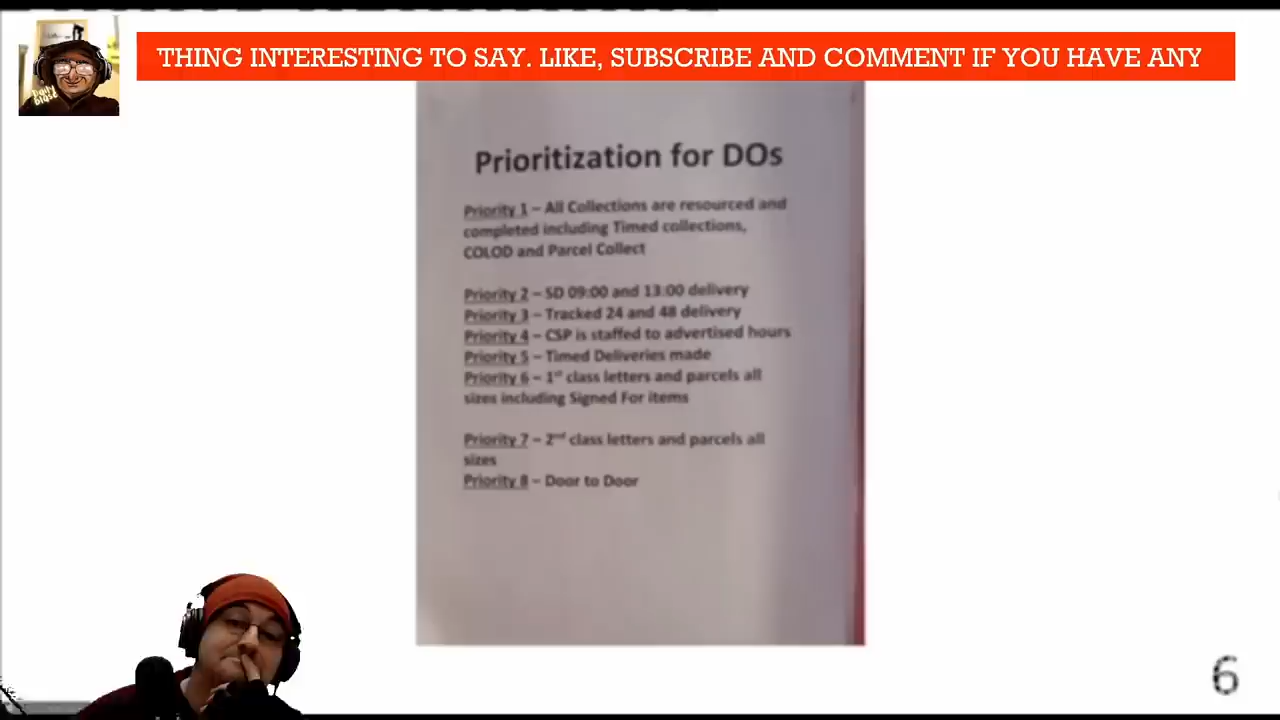 THING INTERESTING TO SAY. LIKE, SUBSCRIBE AND COMMENT IF YOU HAVE ANY
Daily Blast
Prioritization for DOs
Priority 1 – All Collections are resourced and
completed including Timed collections,
COLOD and Parcel Collect
Priority 2 – SD 09:00 and 13:00 delivery
Priority 3 – Tracked 24 and 48 delivery
Priority 4 – CSP is staffed to advertised hours
Priority 5 – Timed Deliveries made
Priority 6 – 1st class letters and parcels all
sizes including Signed For items
Priority 7 – 2nd class letters and parcels all
sizes
Priority 8 – Door to Door
6